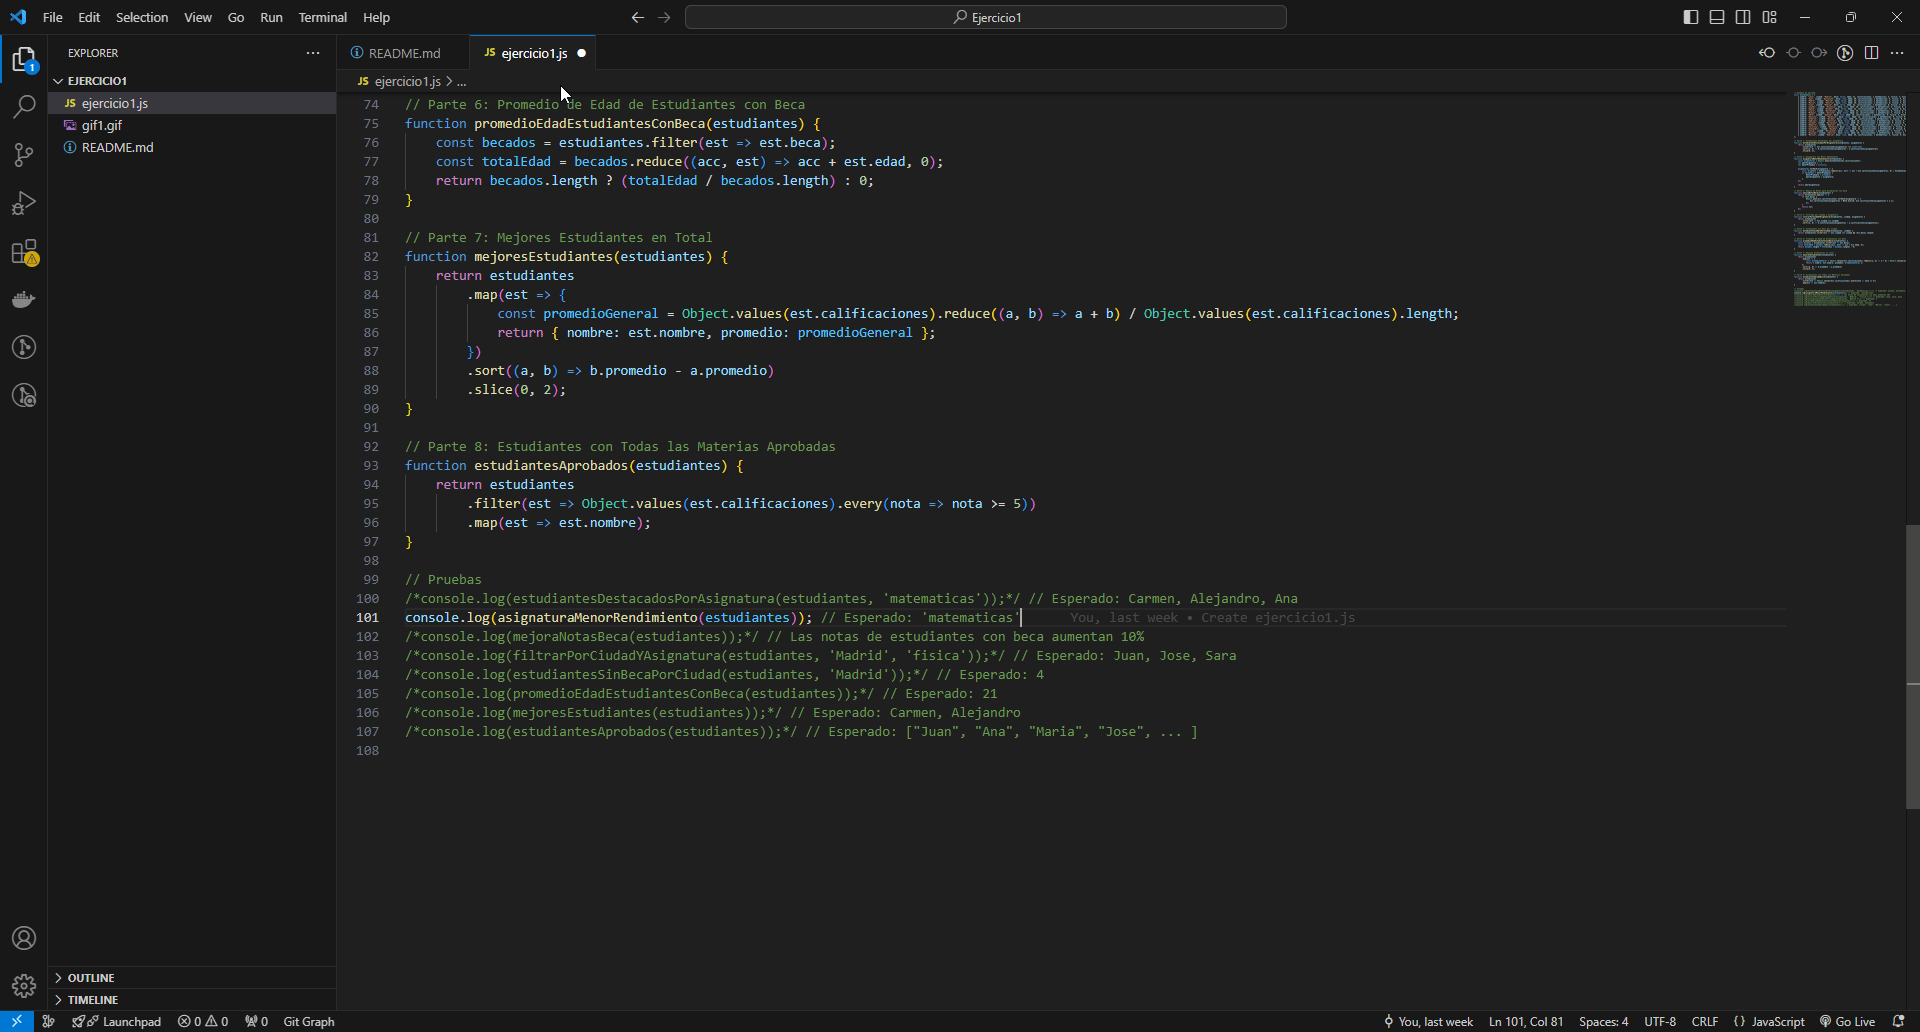 File Edit Selection View Go Run Terminal Help
Ejercicio1
EXPLORER
README.md
JS ejercicio1.js
EJERCICIO1
JS ejercicio1.js > ...
JS ejercicio1.js
gif1.gif
README.md
74 // Parte 6: Promedio de Edad de Estudiantes con Beca
75 function promedioEdadEstudiantesConBeca(estudiantes) {
76 const becados = estudiantes.filter(est => est.beca);
77 const totalEdad = becados.reduce((acc, est) => acc + est.edad, 0);
78 return becados.length ? (totalEdad / becados.length) : 0;
79 }
80
81 // Parte 7: Mejores Estudiantes en Total
82 function mejoresEstudiantes(estudiantes) {
83 return estudiantes
84 .map(est => {
85 const promedioGeneral = Object.values(est.calificaciones).reduce((a, b) => a + b) / Object.values(est.calificaciones).length;
86 return { nombre: est.nombre, promedio: promedioGeneral };
87 })
88 .sort((a, b) => b.promedio - a.promedio)
89 .slice(0, 2);
90 }
91
92 // Parte 8: Estudiantes con Todas las Materias Aprobadas
93 function estudiantesAprobados(estudiantes) {
94 return estudiantes
95 .filter(est => Object.values(est.calificaciones).every(nota => nota >= 5))
96 .map(est => est.nombre);
97 }
98
99 // Pruebas
100 /*console.log(estudiantesDestacadosPorAsignatura(estudiantes, 'matematicas'));*/ // Esperado: Carmen, Alejandro, Ana
101 console.log(asignaturaMenorRendimiento(estudiantes)); // Esperado: 'matematicas' You, last week • Create ejercicio1.js
102 /*console.log(mejoraNotasBeca(estudiantes));*/ // Las notas de estudiantes con beca aumentan 10%
103 /*console.log(filtrarPorCiudadYAsignatura(estudiantes, 'Madrid', 'fisica'));*/ // Esperado: Juan, Jose, Sara
104 /*console.log(estudiantesSinBecaPorCiudad(estudiantes, 'Madrid'));*/ // Esperado: 4
105 /*console.log(promedioEdadEstudiantesConBeca(estudiantes));*/ // Esperado: 21
106 /*console.log(mejoresEstudiantes(estudiantes));*/ // Esperado: Carmen, Alejandro
107 /*console.log(estudiantesAprobados(estudiantes));*/ // Esperado: ["Juan", "Ana", "Maria", "Jose", ... ]
108
OUTLINE
TIMELINE
Launchpad 0 0 0 Git Graph You, last week Ln 101, Col 81 Spaces: 4 UTF-8 CRLF {} JavaScript Go Live